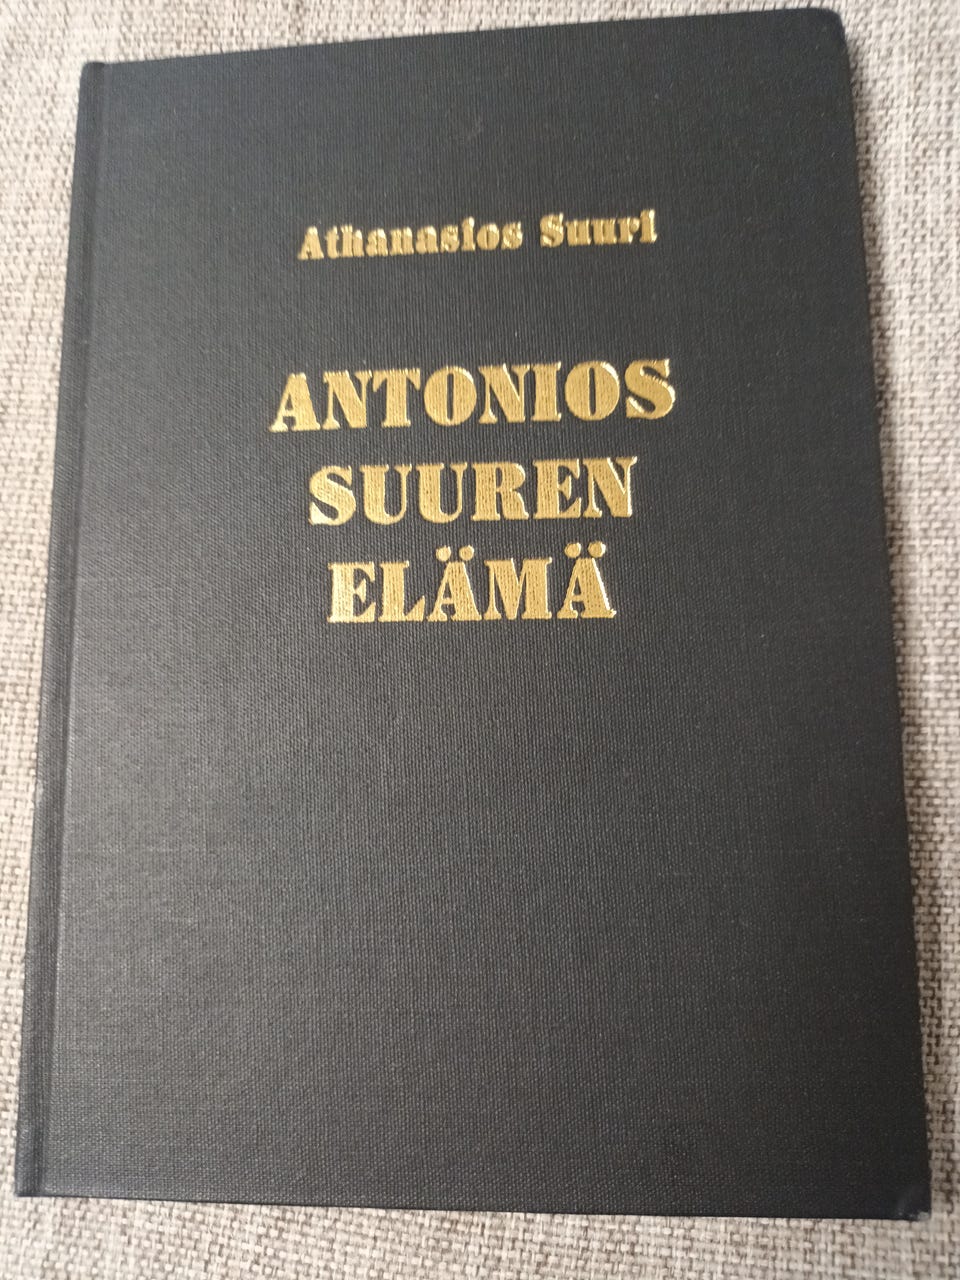 Athanasios Suuri
ANTONIOS
SUUREN
ELÄMÄ